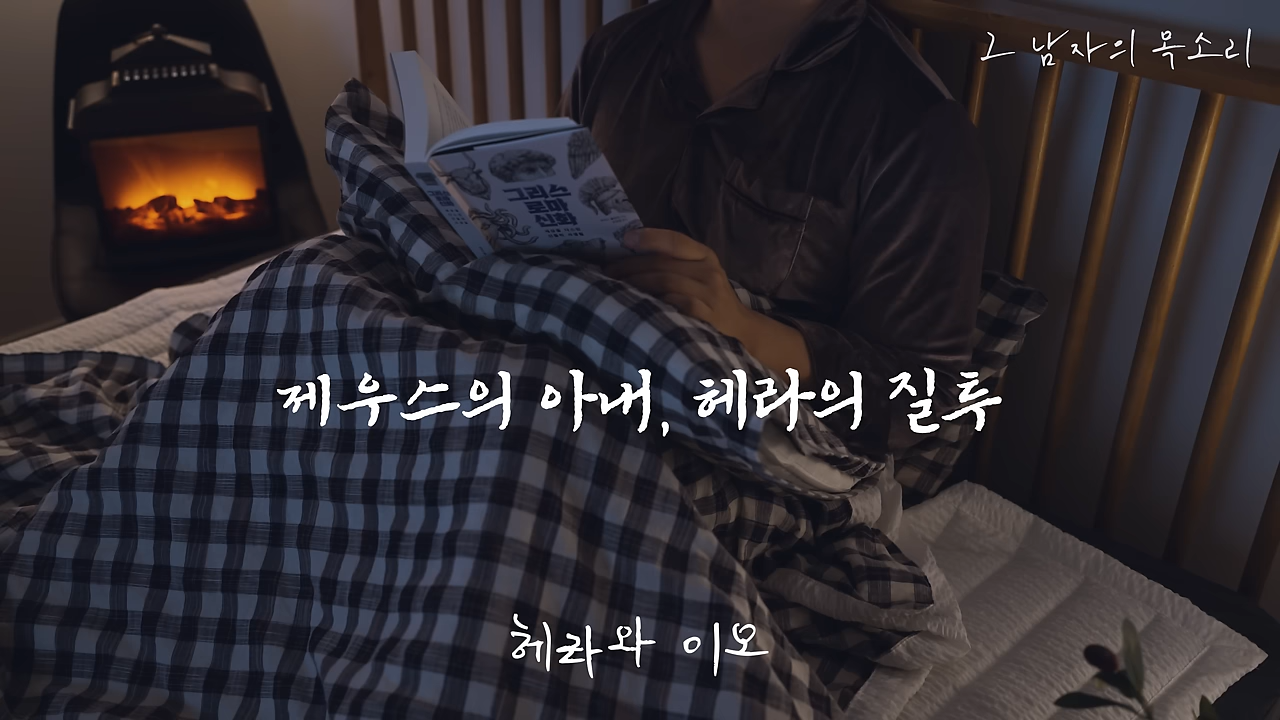 그 남자의 목소리
그리스
로마
신화
제우스의 아내, 헤라의 질투
헤라와 이오